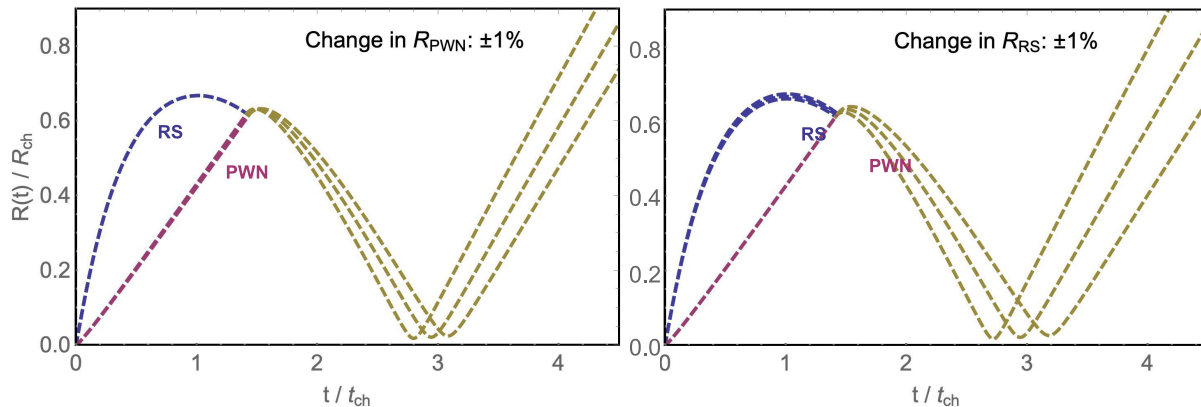 Change in R_PWN: ±1%
RS
PWN
R(t) / R_ch
0.8
0.6
0.4
0.2
0.0
0 1 2 3 4
t / t_ch
Change in R_RS: ±1%
RS
PWN
0.8
0.6
0.4
0.2
0.0
0 1 2 3 4
t / t_ch